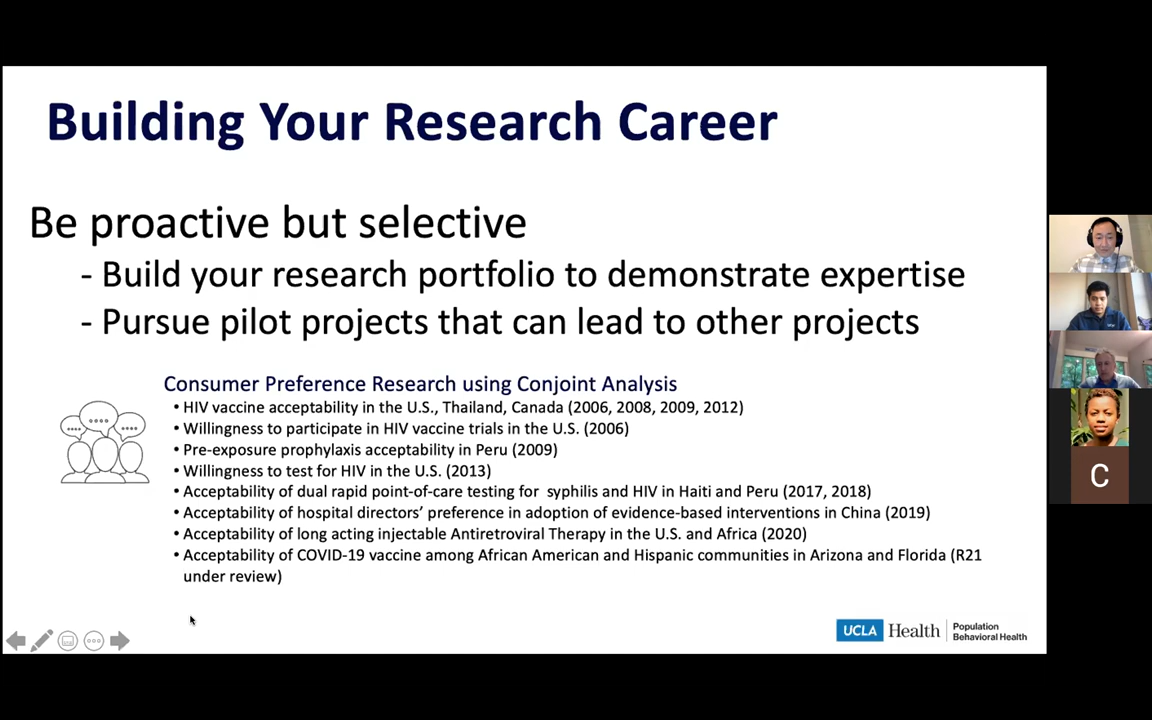 Building Your Research Career
Be proactive but selective
- Build your research portfolio to demonstrate expertise
- Pursue pilot projects that can lead to other projects
Consumer Preference Research using Conjoint Analysis
• HIV vaccine acceptability in the U.S., Thailand, Canada (2006, 2008, 2009, 2012)
• Willingness to participate in HIV vaccine trials in the U.S. (2006)
• Pre-exposure prophylaxis acceptability in Peru (2009)
• Willingness to test for HIV in the U.S. (2013)
• Acceptability of dual rapid point-of-care testing for syphilis and HIV in Haiti and Peru (2017, 2018)
• Acceptability of hospital directors’ preference in adoption of evidence-based interventions in China (2019)
• Acceptability of long acting injectable Antiretroviral Therapy in the U.S. and Africa (2020)
• Acceptability of COVID-19 vaccine among African American and Hispanic communities in Arizona and Florida (R21
under review)
UCLA Health
Population
Behavioral Health
C